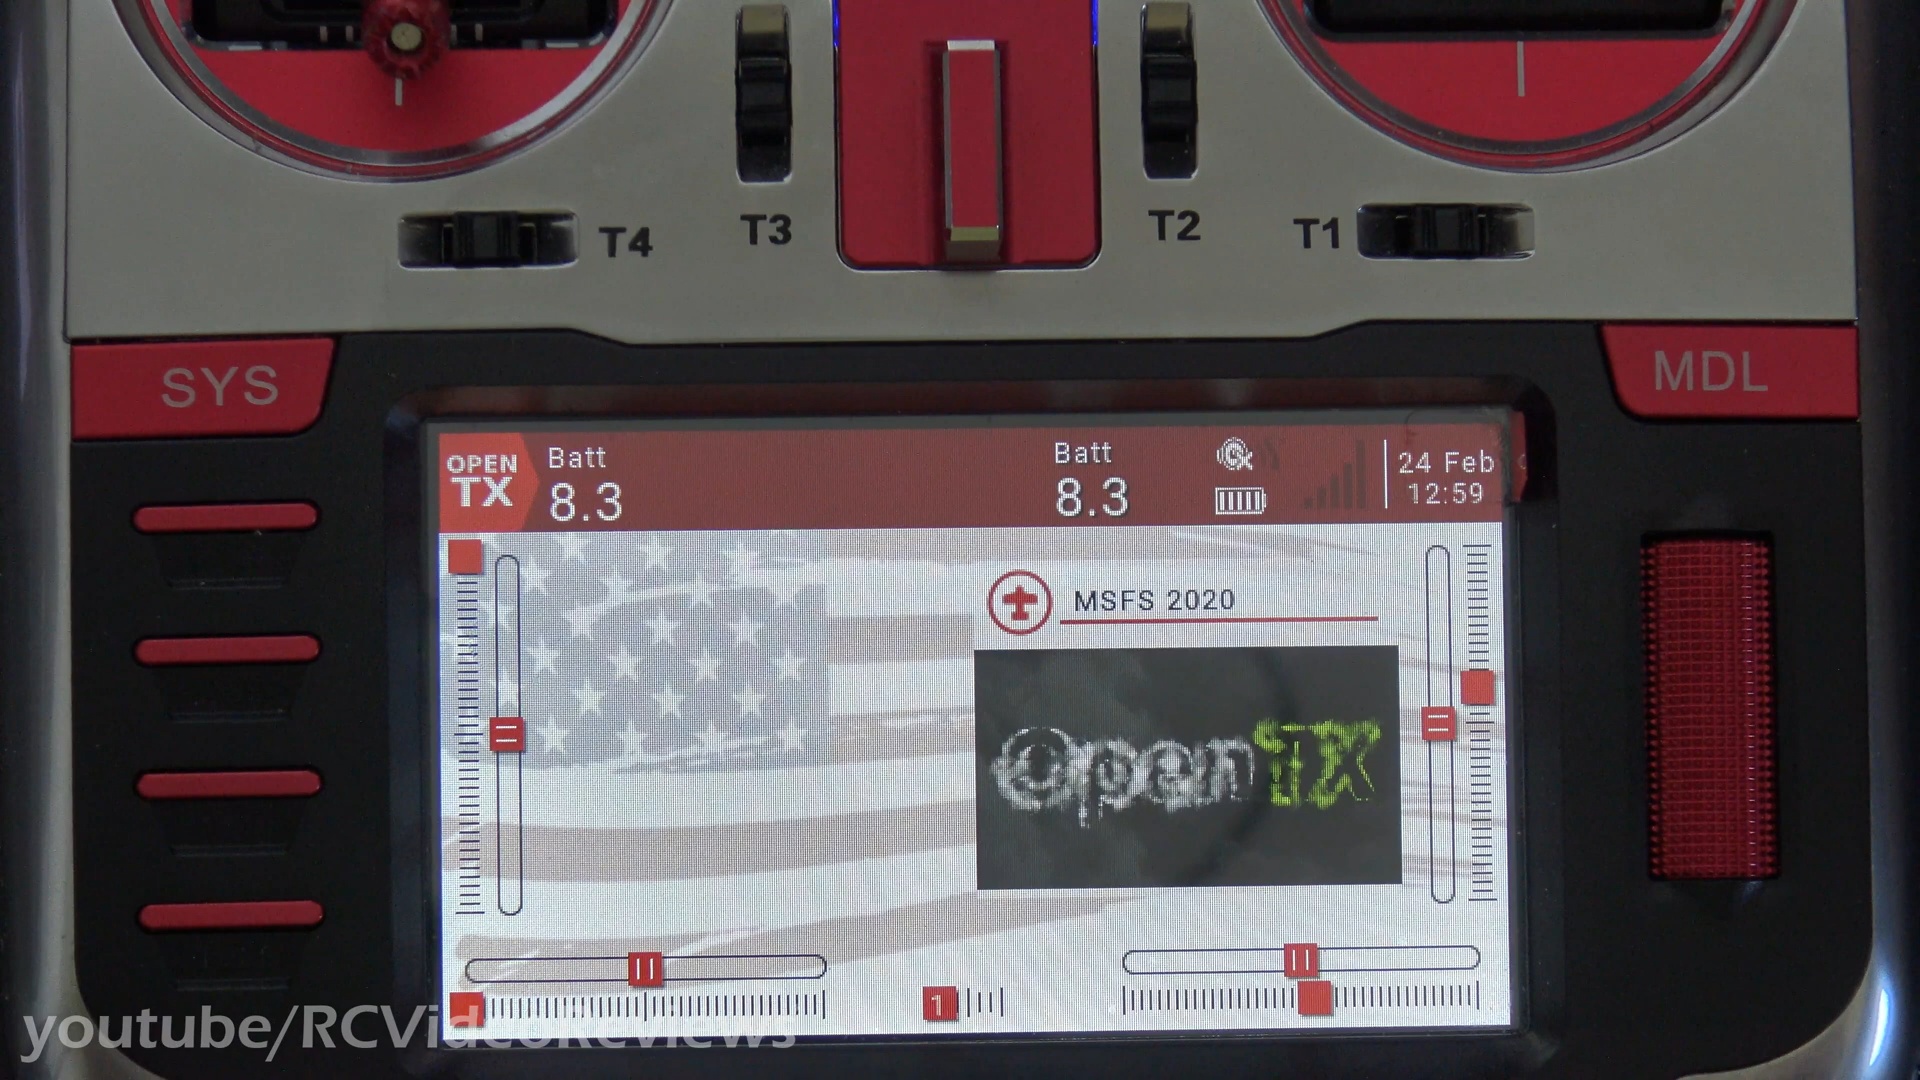 T4
T3
T2
T1
SYS
MDL
OPEN
TX
Batt
8.3
Batt
8.3
24 Feb
12:59
MSFS 2020
OpenTX
1
youtube/RCVideoReviews